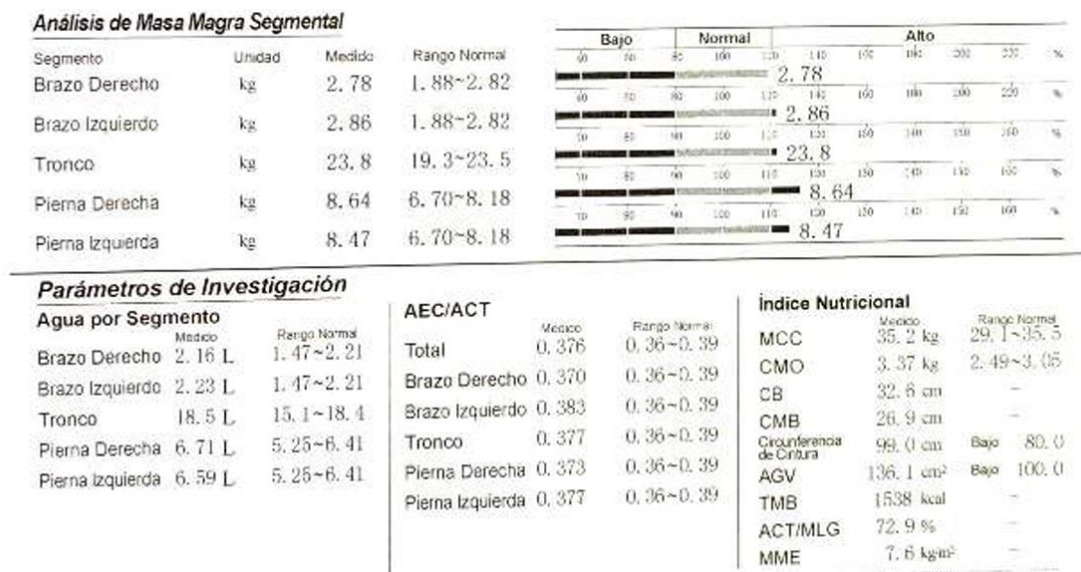 Análisis de Masa Magra Segmental
Segmento Unidad Medido Rango Normal
Bajo Normal Alto
Brazo Derecho kg 2.78 1.88~2.82
2.78
Brazo Izquierdo kg 2.86 1.88~2.82
2.86
Tronco kg 23.8 19.3~23.5
23.8
Pierna Derecha kg 8.64 6.70~8.18
8.64
Pierna Izquierda kg 8.47 6.70~8.18
8.47
Parámetros de Investigación
Agua por Segmento
Medido Rango Normal
Brazo Derecho 2.16 L 1.47~2.21
Brazo Izquierdo 2.23 L 1.47~2.21
Tronco 18.5 L 15.1~18.4
Pierna Derecha 6.71 L 5.25~6.41
Pierna Izquierda 6.59 L 5.25~6.41
AEC/ACT
Medido Rango Normal
Total 0.376 0.36~0.39
Brazo Derecho 0.370 0.36~0.39
Brazo Izquierdo 0.383 0.36~0.39
Tronco 0.377 0.36~0.39
Pierna Derecha 0.373 0.36~0.39
Pierna Izquierda 0.377 0.36~0.39
Índice Nutricional
Medido Rango Normal
MCC 35.2 kg 29.1~35.5
CMO 3.37 kg 2.49~3.05
CB 32.6 cm -
CMB 26.9 cm -
Circunferencia
de Cintura 99.0 cm Bajo 80.0
AGV 136.1 cm² Bajo 100.0
TMB 1538 kcal -
ACT/MLG 72.9 % -
MME 7.6 kg/m² -